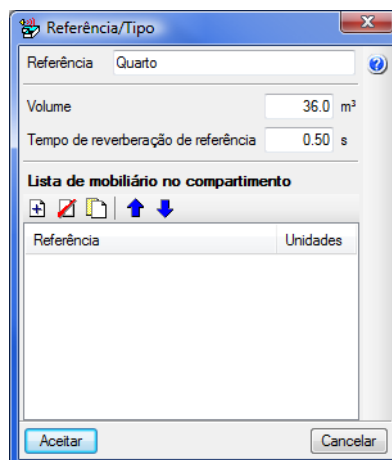 Referência/Tipo
Referência Quarto
Volume 36.0 m³
Tempo de reverberação de referência 0.50 s
Lista de mobiliário no compartimento
Referência Unidades
Aceitar Cancelar